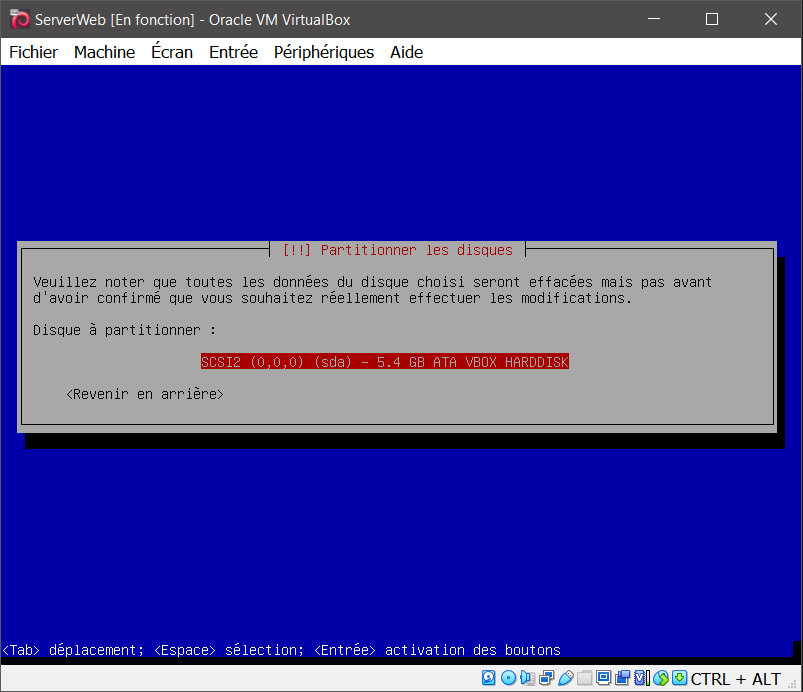 ServerWeb [En fonction] - Oracle VM VirtualBox
Fichier Machine Écran Entrée Périphériques Aide
[!!] Partitionner les disques
Veuillez noter que toutes les données du disque choisi seront effacées mais pas avant
d'avoir confirmé que vous souhaitez réellement effectuer les modifications.
Disque à partitionner :
SCSI2 (0,0,0) (sda) - 5.4 GB ATA VBOX HARDDISK
<Revenir en arrière>
<Tab> déplacement; <Espace> sélection; <Entrée> activation des boutons
CTRL + ALT